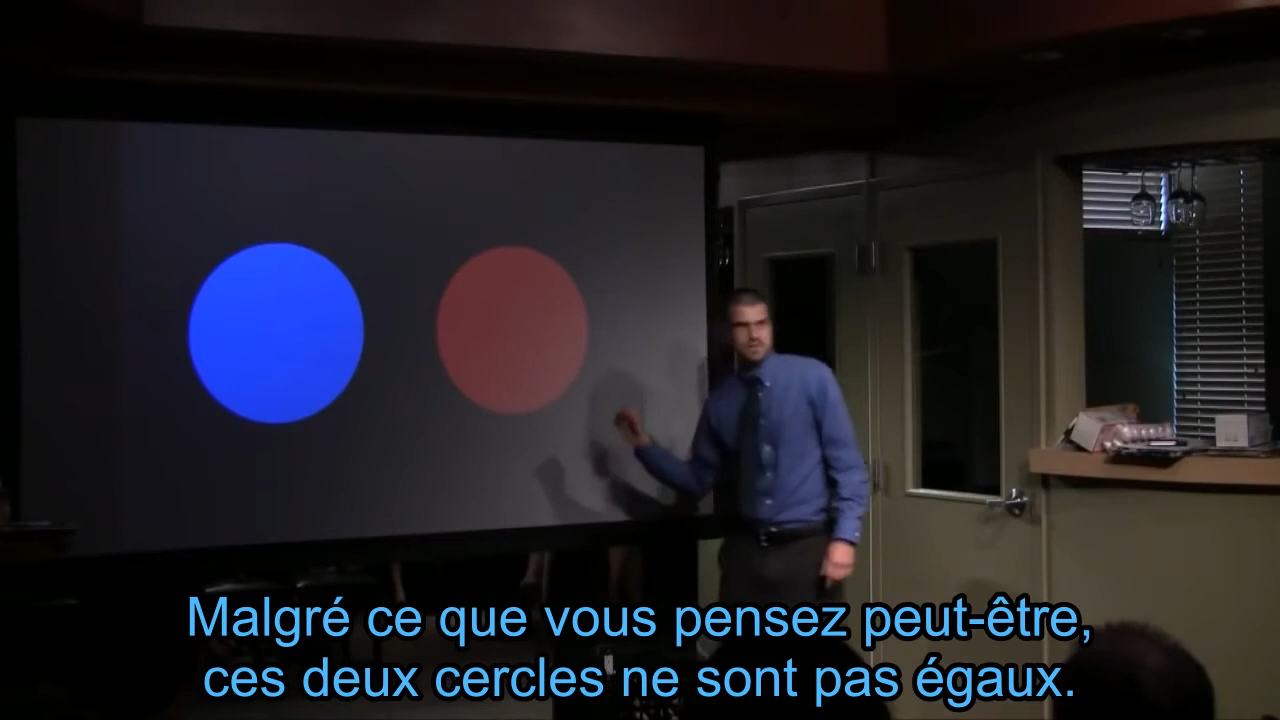 Malgré ce que vous pensez peut-être,
ces deux cercles ne sont pas égaux.